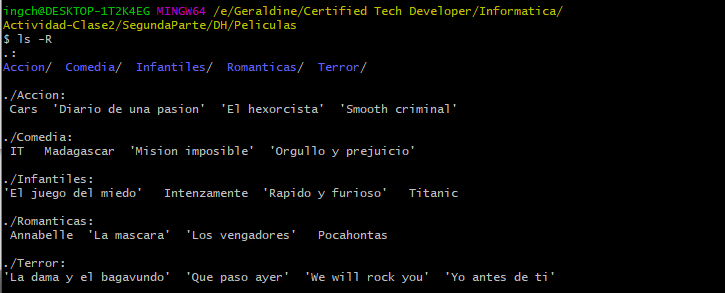 ingch@DESKTOP-1T2K4EG MINGW64 /e/Geraldine/Certified Tech Developer/Informatica/
Actividad-Clase2/SegundaParte/DH/Peliculas
$ ls -R
.:
Accion/  Comedia/  Infantiles/  Romanticas/  Terror/

./Accion:
 Cars  'Diario de una pasion'  'El hexorcista'  'Smooth criminal'

./Comedia:
 IT   Madagascar  'Mision imposible'  'Orgullo y prejuicio'

./Infantiles:
'El juego del miedo'   Intenzamente  'Rapido y furioso'   Titanic

./Romanticas:
 Annabelle  'La mascara'  'Los vengadores'   Pocahontas

./Terror:
'La dama y el bagavundo'  'Que paso ayer'  'We will rock you'  'Yo antes de ti'